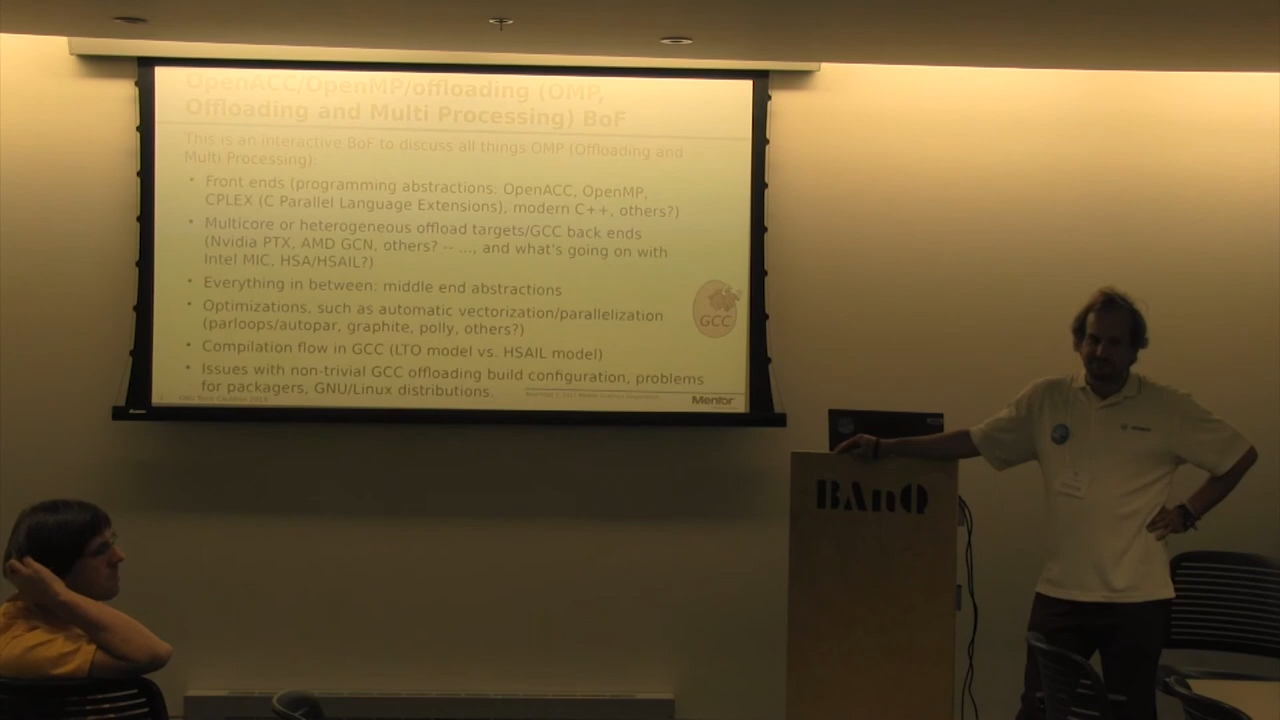 OpenACC/OpenMP/offloading (OMP,
Offloading and Multi Processing) BoF
This is an interactive BoF to discuss all things OMP (Offloading and
Multi Processing):
• Front ends (programming abstractions. OpenACC, OpenMP,
CPLEX (C Parallel Language Extensions), modern C++, others?)
• Multicore or heterogeneous offload targets/GCC back ends
(Nvidia PTX, AMD GCN, others? -- ..., and what's going on with
Intel MIC, HSA/HSAIL?)
• Everything in between: middle end abstractions
• Optimizations, such as automatic vectorization/parallelization
(parloops/autopar, graphite, polly, others?)
GCC
• Compilation flow in GCC (LTO model vs. HSAIL model)
• Issues with non-trivial GCC offloading build configuration, problems
for packagers, GNU/Linux distributions.
GNU Tools Cauldron 2019
Mentor
BAnQ